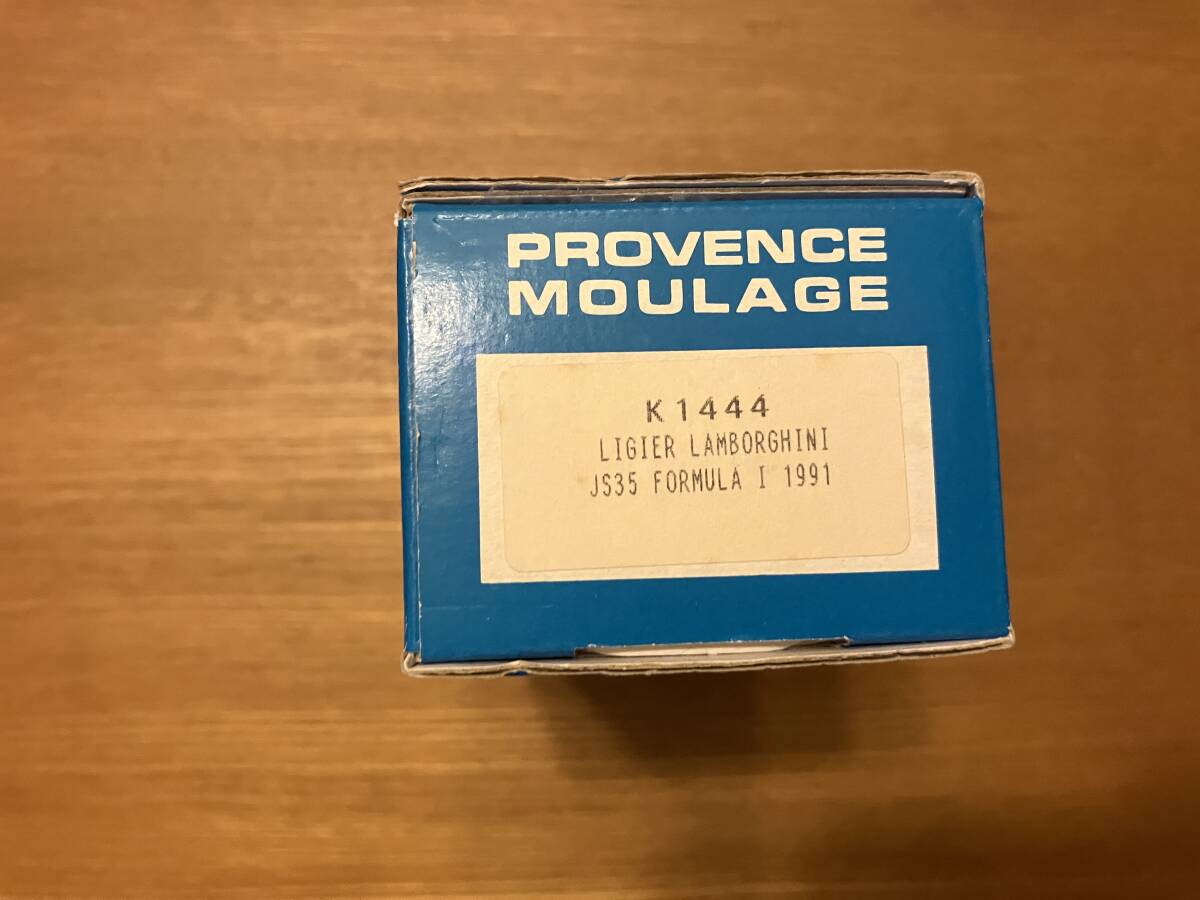 PROVENCE
MOULAGE
K1444
LIGIER LAMBORGHINI
JS35 FORMULA I 1991